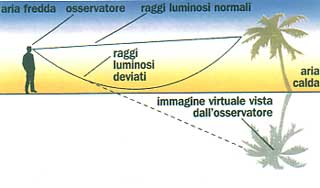 aria fredda osservatore raggi luminosi normali
raggi
luminosi
deviati
aria
calda
immagine virtuale vista
dall'osservatore